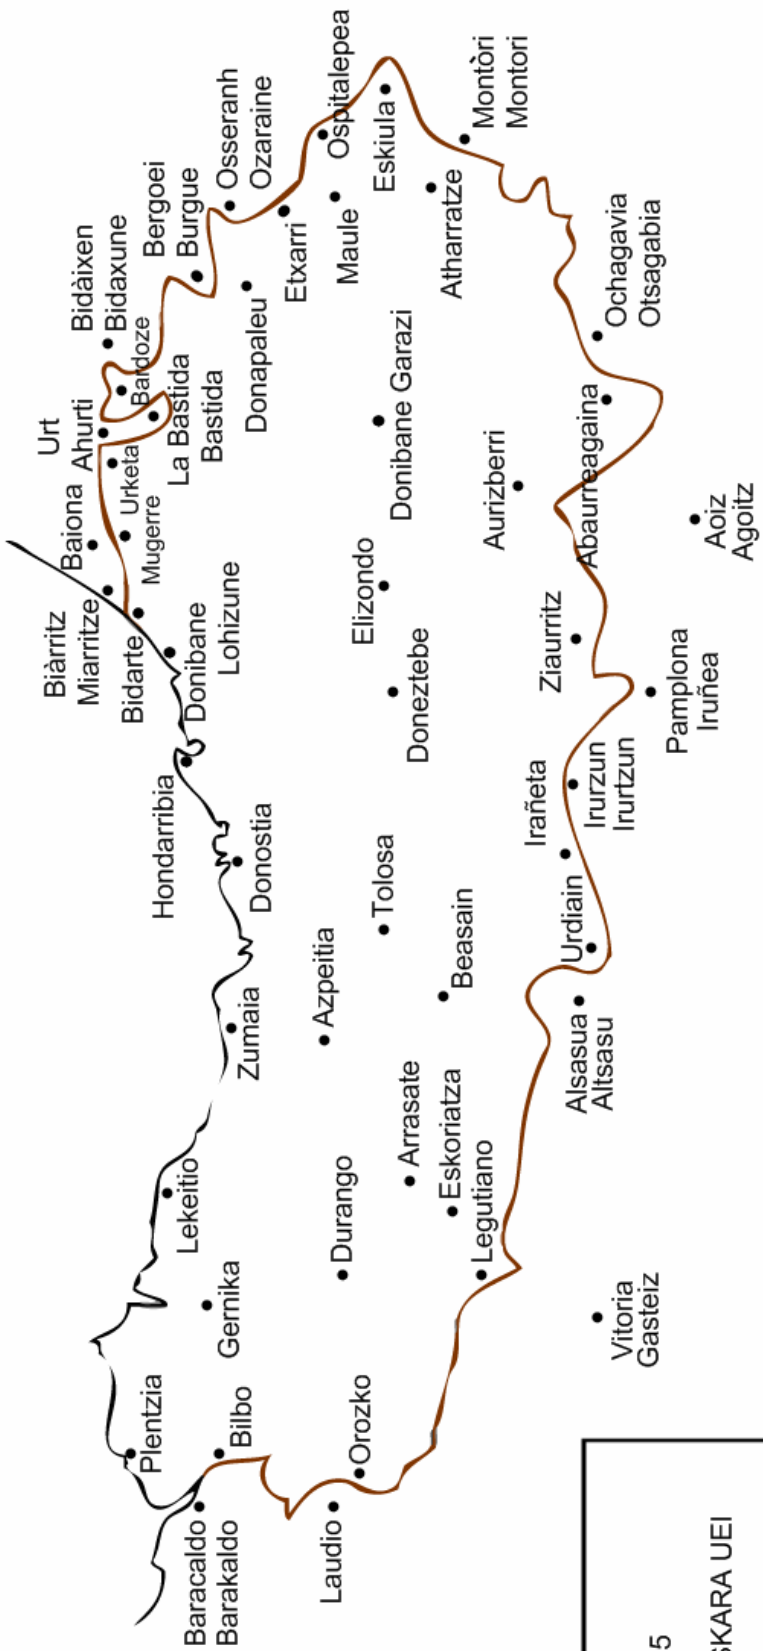 Biàrritz
Miarritze
Urt
Ahurti
Baiona
Bidàixen
Bidaxune
Bardoze
Urketa
Mugerre
Bidarte
Bergoei
Burgue
La Bastida
Bastida
Donibane
Lohizune
Osseranh
Ozaraine
Plentzia
Hondarribia
Lekeitio
Baracaldo
Barakaldo
Bilbo
Gernika
Zumaia
Donostia
Donapaleu
Etxarri
Ospitalepea
Maule
Eskiula
Laudio
Orozko
Durango
Azpeitia
Tolosa
Elizondo
Doneztebe
Donibane Garazi
Atharratze
Montòri
Montori
Arrasate
Eskoriatza
Beasain
Legutiano
Aurizberri
Irañeta
Ziaurritz
Urdiain
Abaurreagaina
Alsasua
Altsasu
Irurzun
Irurtzun
Ochagavia
Otsagabia
Vitoria
Gasteiz
Pamplona
Iruñea
Aoiz
Agoitz
5
SKARA UEI